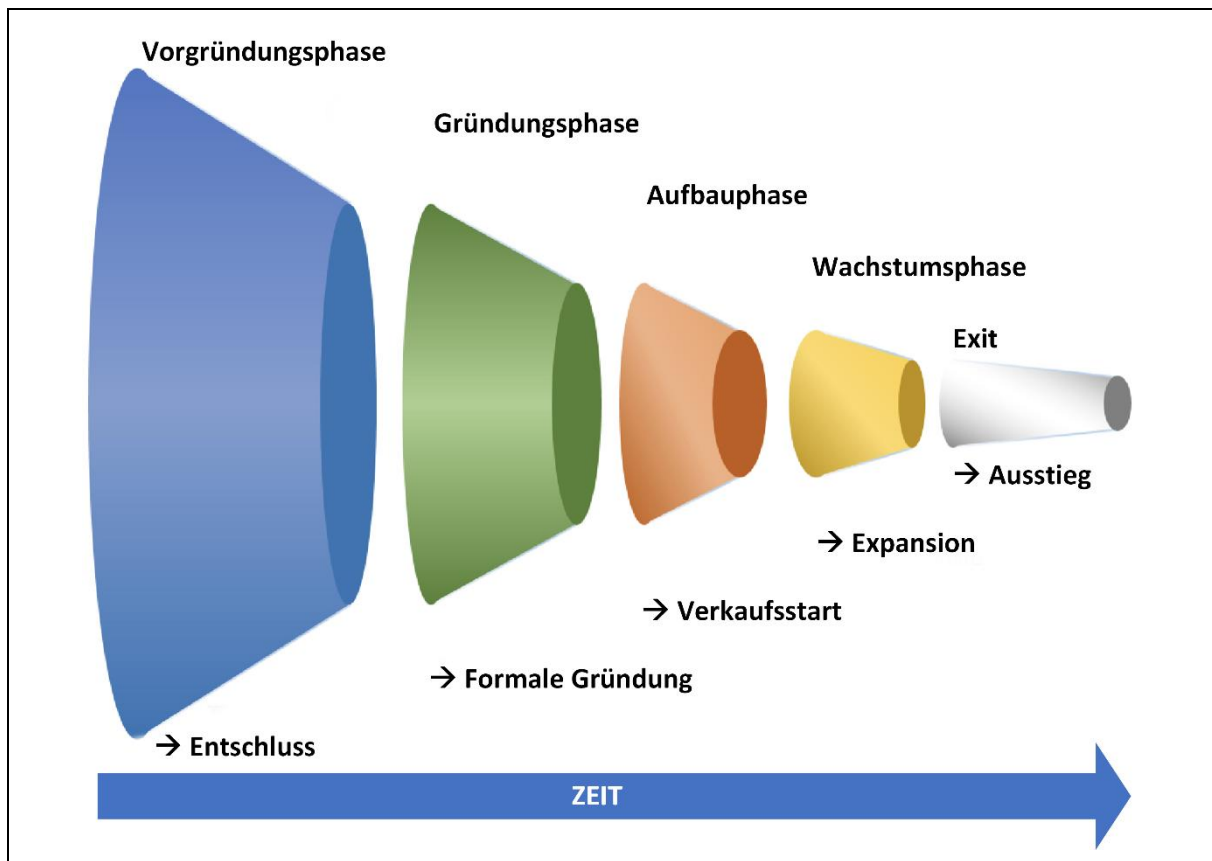 Vorgründungsphase
Gründungsphase
Aufbauphase
Wachstumsphase
Exit
→ Ausstieg
→ Expansion
→ Verkaufsstart
→ Formale Gründung
→ Entschluss
ZEIT